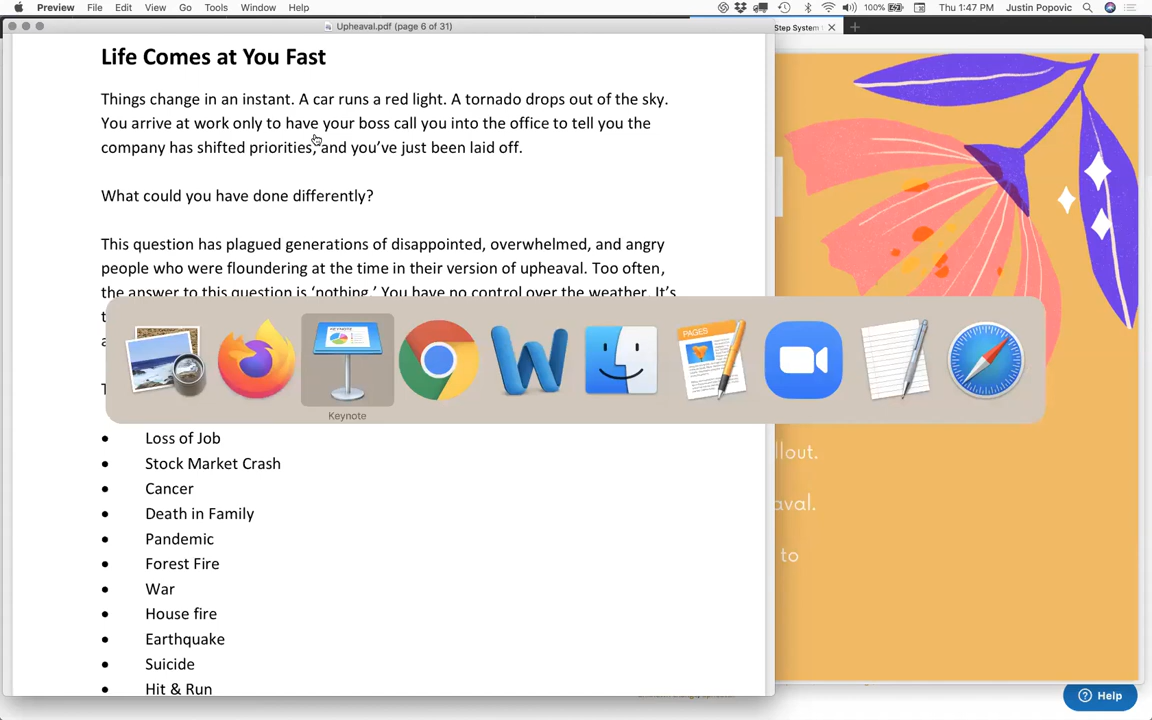 Preview File Edit View Go Tools Window Help 100% Thu 1:47 PM Justin Popovic
Upheaval.pdf (page 6 of 31)
Step System
Life Comes at You Fast
Things change in an instant. A car runs a red light. A tornado drops out of the sky.
You arrive at work only to have your boss call you into the office to tell you the
company has shifted priorities, and you’ve just been laid off.
What could you have done differently?
This question has plagued generations of disappointed, overwhelmed, and angry
people who were floundering at the time in their version of upheaval. Too often,
the answer to this question is ‘nothing.’ You have no control over the weather. It’s
PAGES
KEYNOTE
Keynote
• Loss of Job
• Stock Market Crash
• Cancer
• Death in Family
• Pandemic
• Forest Fire
• War
• House fire
• Earthquake
• Suicide
• Hit & Run
llout.
aval.
to
Help